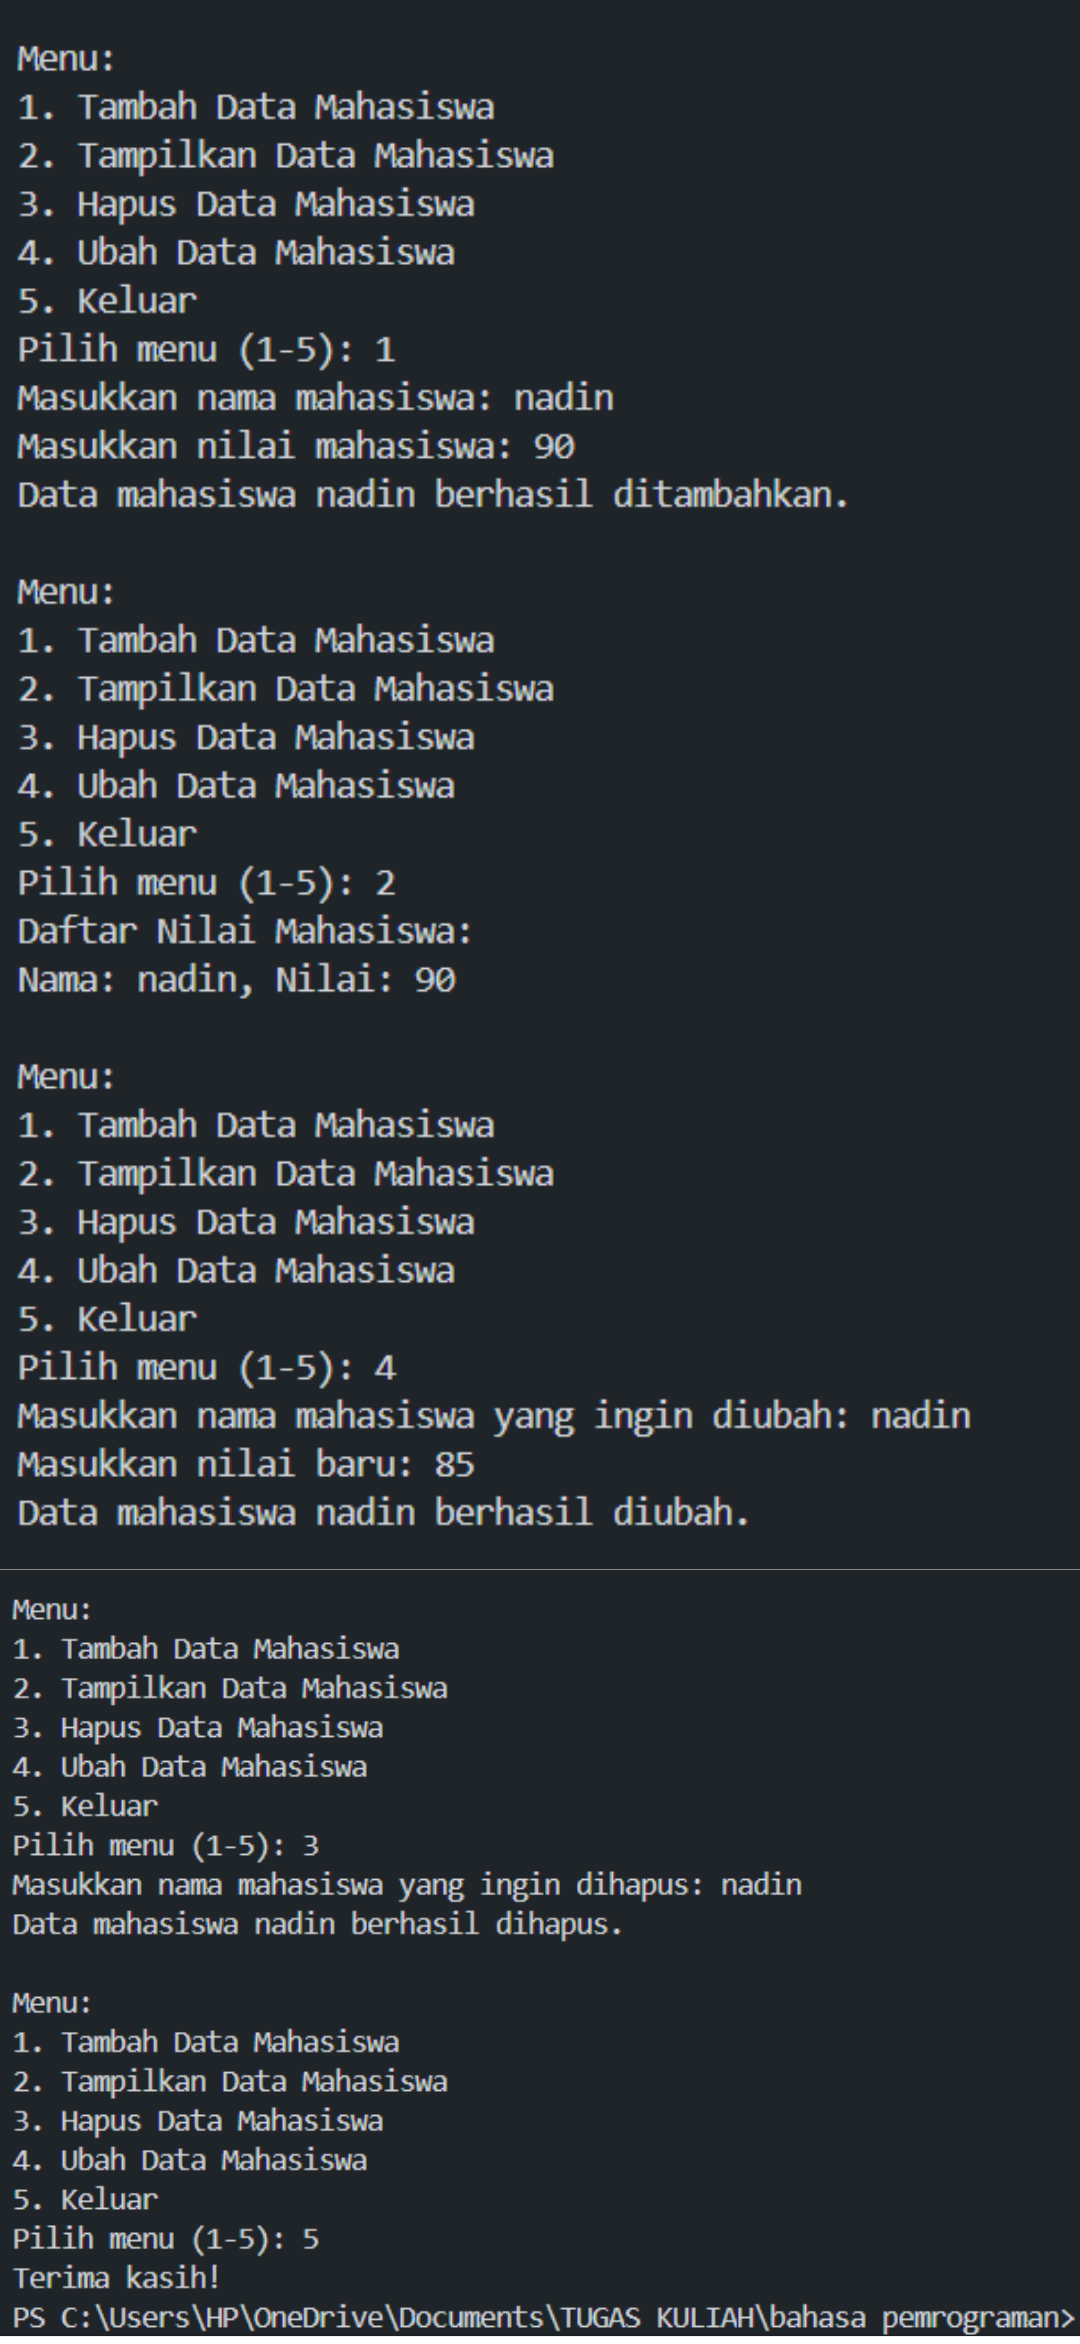 Menu:
1. Tambah Data Mahasiswa
2. Tampilkan Data Mahasiswa
3. Hapus Data Mahasiswa
4. Ubah Data Mahasiswa
5. Keluar
Pilih menu (1-5): 1
Masukkan nama mahasiswa: nadin
Masukkan nilai mahasiswa: 90
Data mahasiswa nadin berhasil ditambahkan.

Menu:
1. Tambah Data Mahasiswa
2. Tampilkan Data Mahasiswa
3. Hapus Data Mahasiswa
4. Ubah Data Mahasiswa
5. Keluar
Pilih menu (1-5): 2
Daftar Nilai Mahasiswa:
Nama: nadin, Nilai: 90

Menu:
1. Tambah Data Mahasiswa
2. Tampilkan Data Mahasiswa
3. Hapus Data Mahasiswa
4. Ubah Data Mahasiswa
5. Keluar
Pilih menu (1-5): 4
Masukkan nama mahasiswa yang ingin diubah: nadin
Masukkan nilai baru: 85
Data mahasiswa nadin berhasil diubah.

Menu:
1. Tambah Data Mahasiswa
2. Tampilkan Data Mahasiswa
3. Hapus Data Mahasiswa
4. Ubah Data Mahasiswa
5. Keluar
Pilih menu (1-5): 3
Masukkan nama mahasiswa yang ingin dihapus: nadin
Data mahasiswa nadin berhasil dihapus.

Menu:
1. Tambah Data Mahasiswa
2. Tampilkan Data Mahasiswa
3. Hapus Data Mahasiswa
4. Ubah Data Mahasiswa
5. Keluar
Pilih menu (1-5): 5
Terima kasih!
PS C:\Users\HP\OneDrive\Documents\TUGAS KULIAH\bahasa pemrograman>